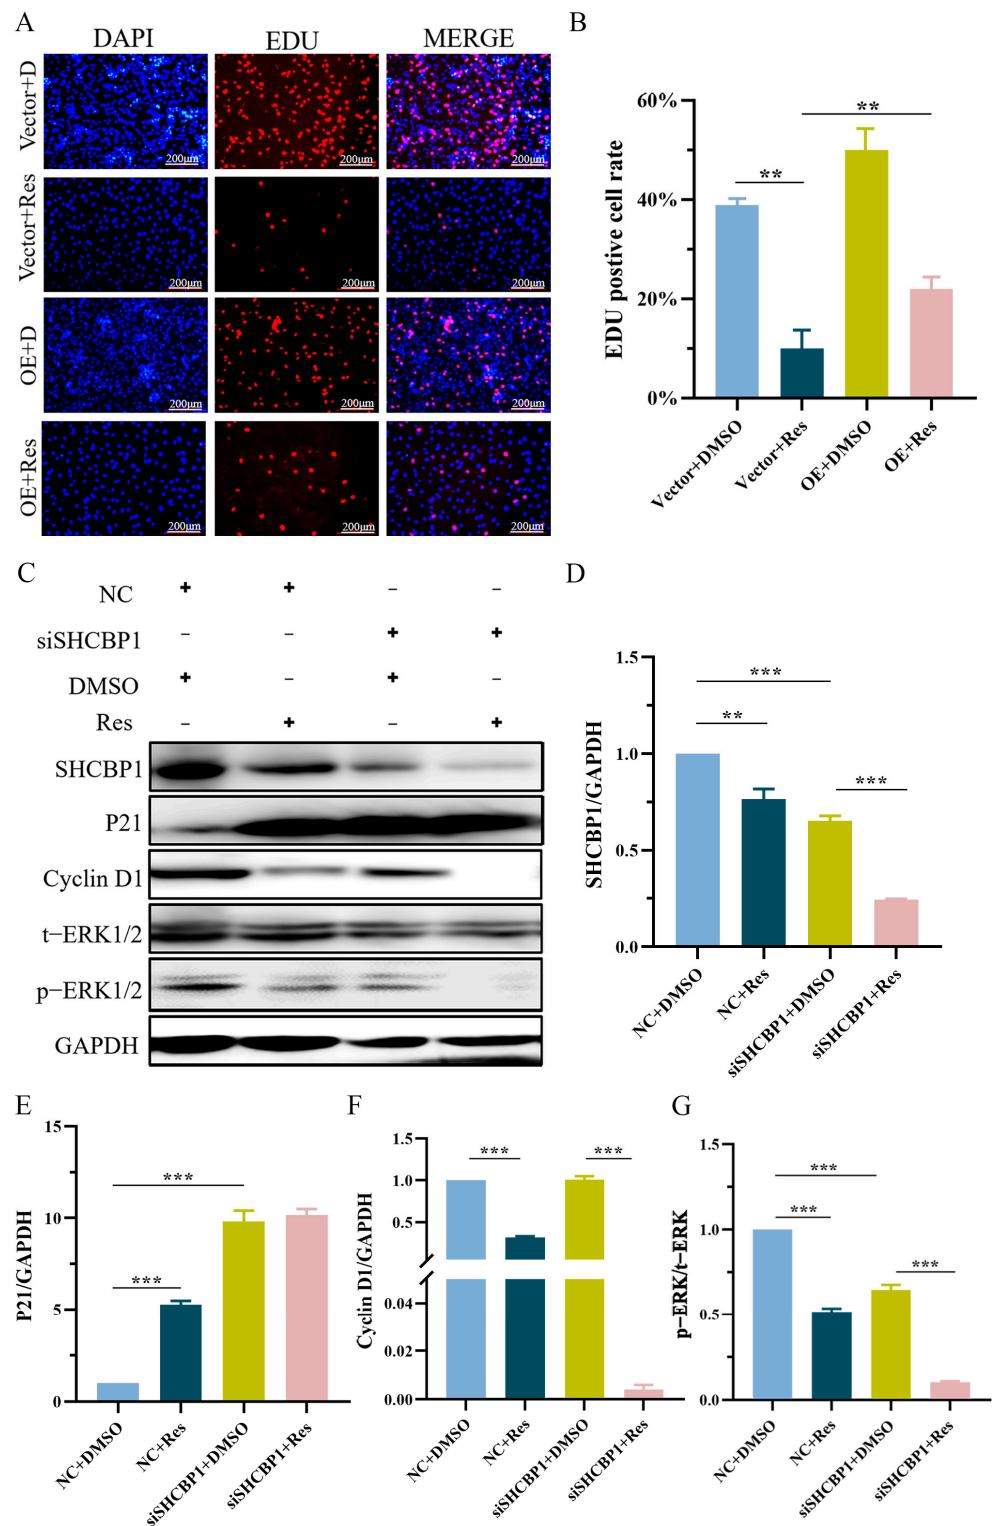 A
DAPI EDU MERGE
Vector+D
200μm 200μm 200μm
Vector+Res
200μm 200μm 200μm
OE+D
200μm 200μm 200μm
OE+Res
200μm 200μm 200μm
B
EDU postive cell rate
60%
40%
20%
0%
**
**
Vector+DMSO
Vector+Res
OE+DMSO
OE+Res
C
NC + + − −
siSHCBP1 − − + +
DMSO + − + −
Res − + − +
SHCBP1
P21
Cyclin D1
t−ERK1/2
p−ERK1/2
GAPDH
D
SHCBP1/GAPDH
1.5
1.0
0.5
0.0
***
**
***
NC+DMSO
NC+Res
siSHCBP1+DMSO
siSHCBP1+Res
E
P21/GAPDH
15
10
5
0
***
***
NC+DMSO
NC+Res
siSHCBP1+DMSO
siSHCBP1+Res
F
Cyclin D1/GAPDH
1.5
1.0
0.5
0.04
0.02
0.00
*** ***
NC+DMSO
NC+Res
siSHCBP1+DMSO
siSHCBP1+Res
G
p−ERK/t−ERK
1.5
1.0
0.5
0.0
***
***
***
NC+DMSO
NC+Res
siSHCBP1+DMSO
siSHCBP1+Res